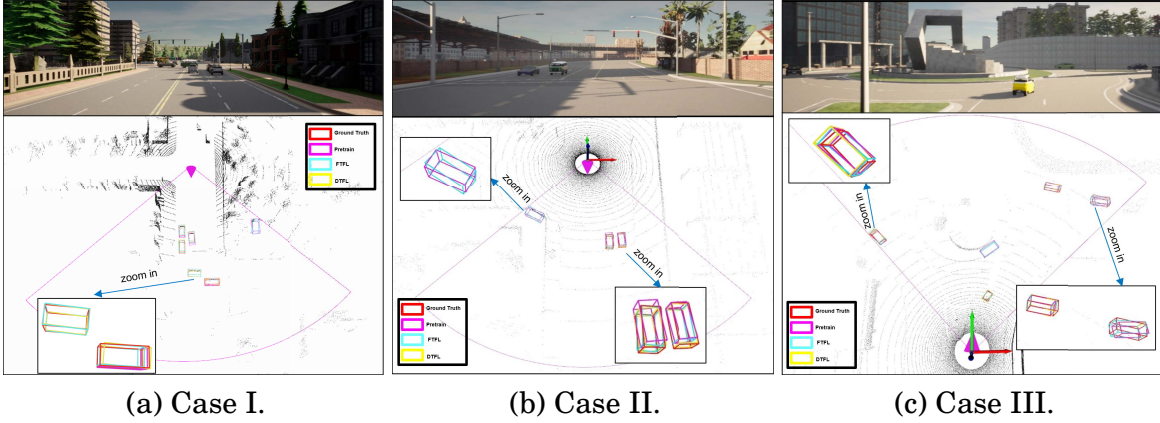 Ground Truth
Pretrain
FTFL
DTFL
zoom in
zoom in
zoom in
Ground Truth
Pretrain
FTFL
DTFL
zoom in
zoom in
Ground Truth
Pretrain
FTFL
DTFL
(a) Case I.
(b) Case II.
(c) Case III.